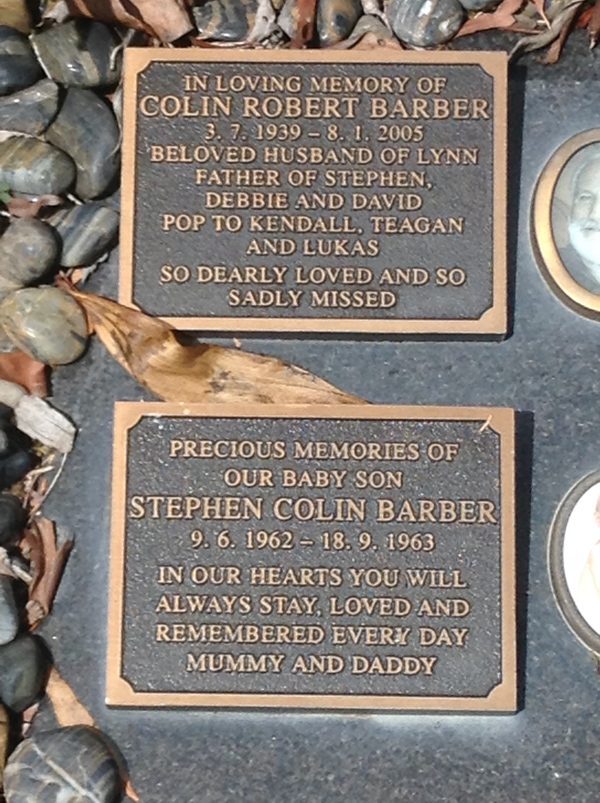 IN LOVING MEMORY OF
COLIN ROBERT BARBER
3. 7. 1939 – 8. 1. 2005
BELOVED HUSBAND OF LYNN
FATHER OF STEPHEN,
DEBBIE AND DAVID
POP TO KENDALL, TEAGAN
AND LUKAS
SO DEARLY LOVED AND SO
SADLY MISSED
PRECIOUS MEMORIES OF
OUR BABY SON
STEPHEN COLIN BARBER
9. 6. 1962 – 18. 9. 1963
IN OUR HEARTS YOU WILL
ALWAYS STAY, LOVED AND
REMEMBERED EVERY DAY
MUMMY AND DADDY